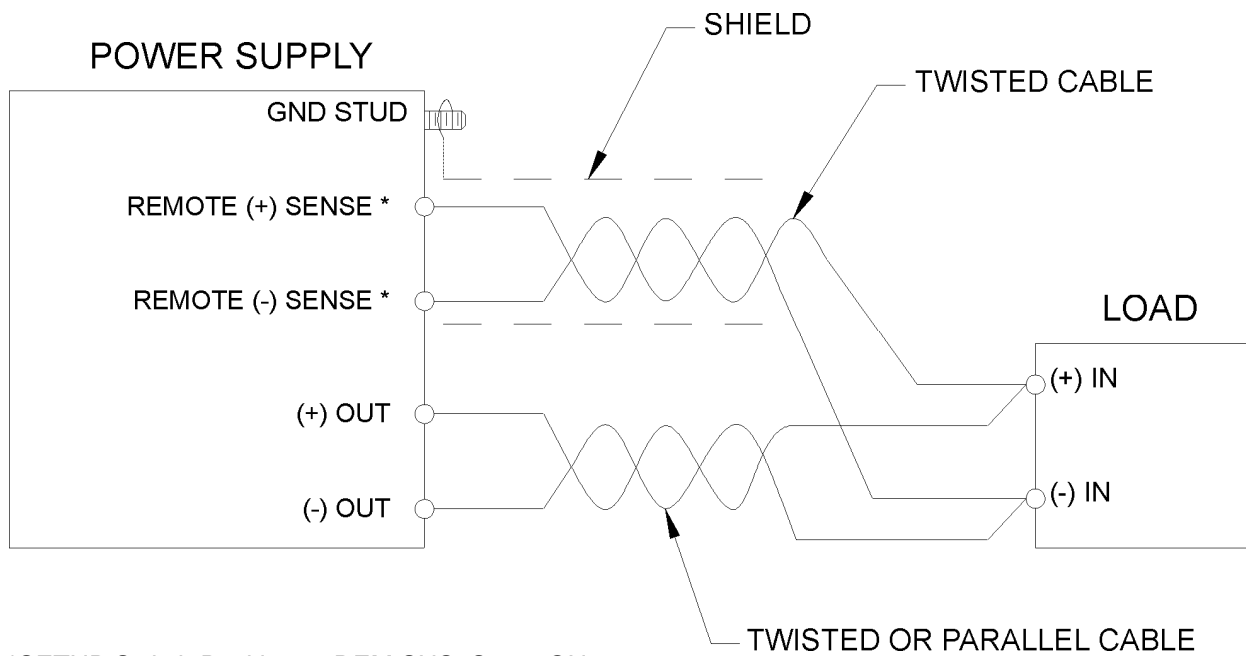 SHIELD
POWER SUPPLY
TWISTED CABLE
GND STUD
REMOTE (+) SENSE *
REMOTE (-) SENSE *
LOAD
(+) IN
(+) OUT
(-) IN
(-) OUT
TWISTED OR PARALLEL CABLE